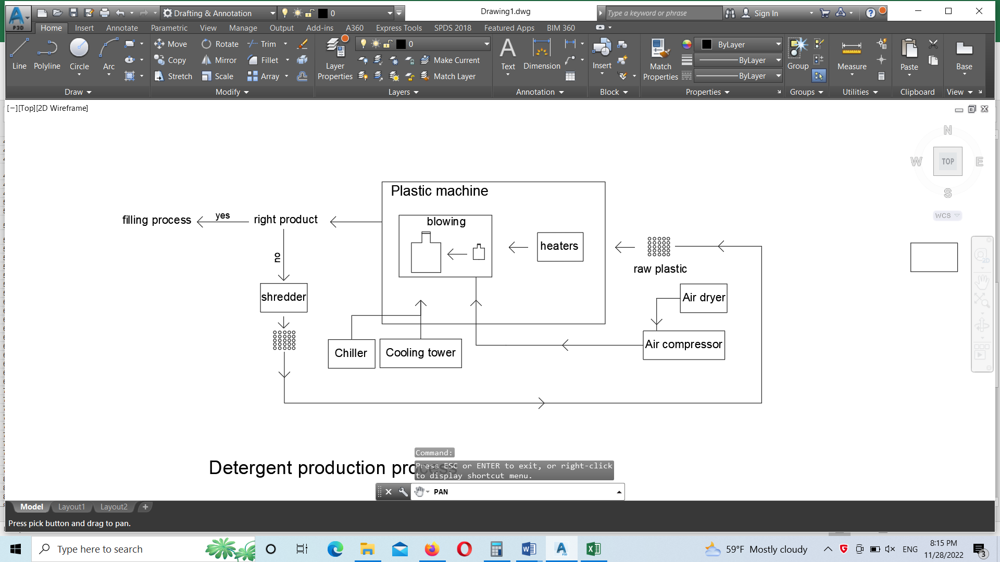 Drafting & Annotation
0
Drawing1.dwg
Type a keyword or phrase
Sign In
P3D
Home
Insert
Annotate
Parametric
View
Manage
Output
Add-ins
A360
Express Tools
SPDS 2018
Featured Apps
BIM 360
Line
Polyline
Circle
Arc
Move
Rotate
Trim
Copy
Mirror
Fillet
Stretch
Scale
Array
Layer
Properties
0
Make Current
Match Layer
Text
Dimension
Insert
Match
Properties
ByLayer
ByLayer
ByLayer
Group
Measure
Paste
Base
Draw
Modify
Layers
Annotation
Block
Properties
Groups
Utilities
Clipboard
View
[−][Top][2D Wireframe]
N
W
TOP
E
S
WCS
2D
Plastic machine
filling process
yes
right product
blowing
heaters
no
raw plastic
shredder
Air dryer
Chiller
Cooling tower
Air compressor
Detergent production process
Command:
Press ESC or ENTER to exit, or right-click
to display shortcut menu.
PAN
Model
Layout1
Layout2
Press pick button and drag to pan.
Type here to search
59°F Mostly cloudy
ENG
8:15 PM
11/28/2022
3